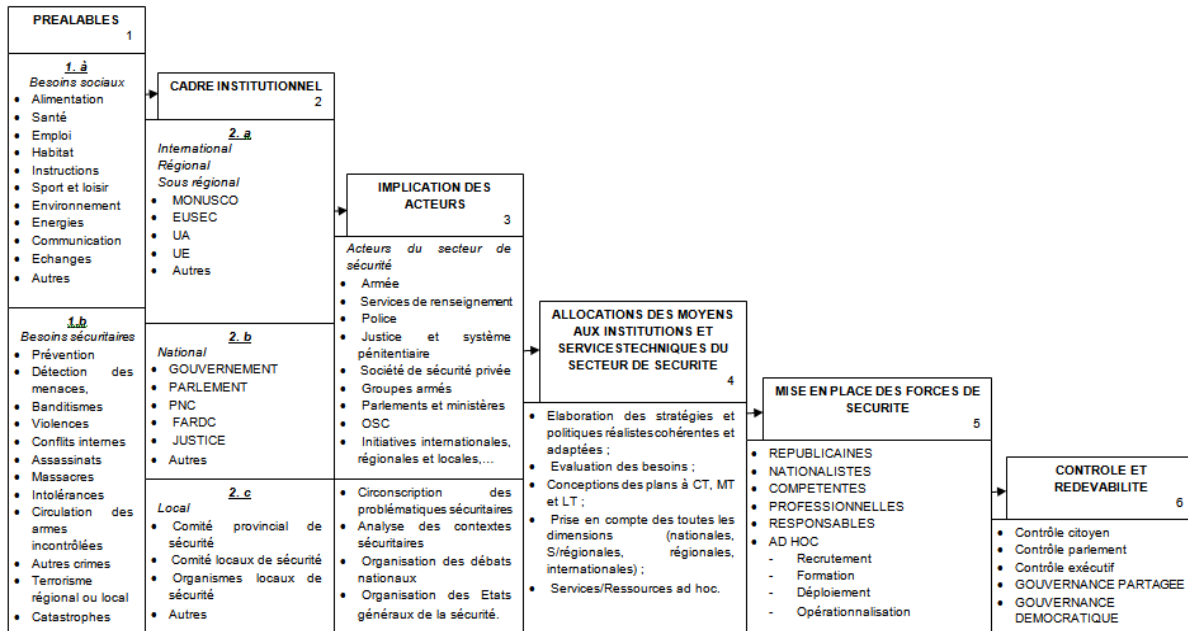 PREALABLES
1
1. à
Besoins sociaux
• Alimentation
• Santé
• Emploi
• Habitat
• Instructions
• Sport et loisir
• Environnement
• Energies
• Communication
• Echanges
• Autres
1.b
Besoins sécuritaires
• Prévention
• Détection des
menaces,
• Banditismes
• Violences
• Conflits internes
• Assassinats
• Massacres
• Intolérances
• Circulation des
armes
incontrôlées
• Autres crimes
• Terrorisme
régional ou local
• Catastrophes
CADRE INSTITUTIONNEL
2
2. a
International
Régional
Sous régional
• MONUSCO
• EUSEC
• UA
• UE
• Autres
2. b
National
• GOUVERNEMENT
• PARLEMENT
• PNC
• FARDC
• JUSTICE
• Autres
2. c
Local
• Comité provincial de
sécurité
• Comité locaux de sécurité
• Organismes locaux de
sécurité
• Autres
IMPLICATION DES
ACTEURS
3
Acteurs du secteur de
sécurité
• Armée
• Services de renseignement
• Police
• Justice et système
pénitentiaire
• Société de sécurité privée
• Groupes armés
• Parlements et ministères
• OSC
• Initiatives internationales,
régionales et locales,...
• Circonscription des
problématiques sécuritaires
• Analyse des contextes
sécuritaires
• Organisation des débats
nationaux
• Organisation des Etats
généraux de la sécurité.
ALLOCATIONS DES MOYENS
AUX INSTITUTIONS ET
SERVICESTECHNIQUES DU
SECTEUR DE SECURITE
4
• Elaboration des stratégies et
politiques réalistescohérentes et
adaptées ;
• Evaluation des besoins ;
• Conceptions des plans à CT, MT
et LT ;
• Prise en compte des toutes les
dimensions (nationales,
S/régionales, régionales,
internationales) ;
• Services/Ressources ad hoc.
MISE EN PLACE DES FORCES DE
SECURITE
5
• REPUBLICAINES
• NATIONALISTES
• COMPETENTES
• PROFESSIONNELLES
• RESPONSABLES
• AD HOC
- Recrutement
- Formation
- Déploiement
- Opérationnalisation
CONTROLE ET
REDEVABILITE
6
• Contrôle citoyen
• Contrôle parlement
• Contrôle exécutif
• GOUVERNANCE PARTAGEE
• GOUVERNANCE
DEMOCRATIQUE